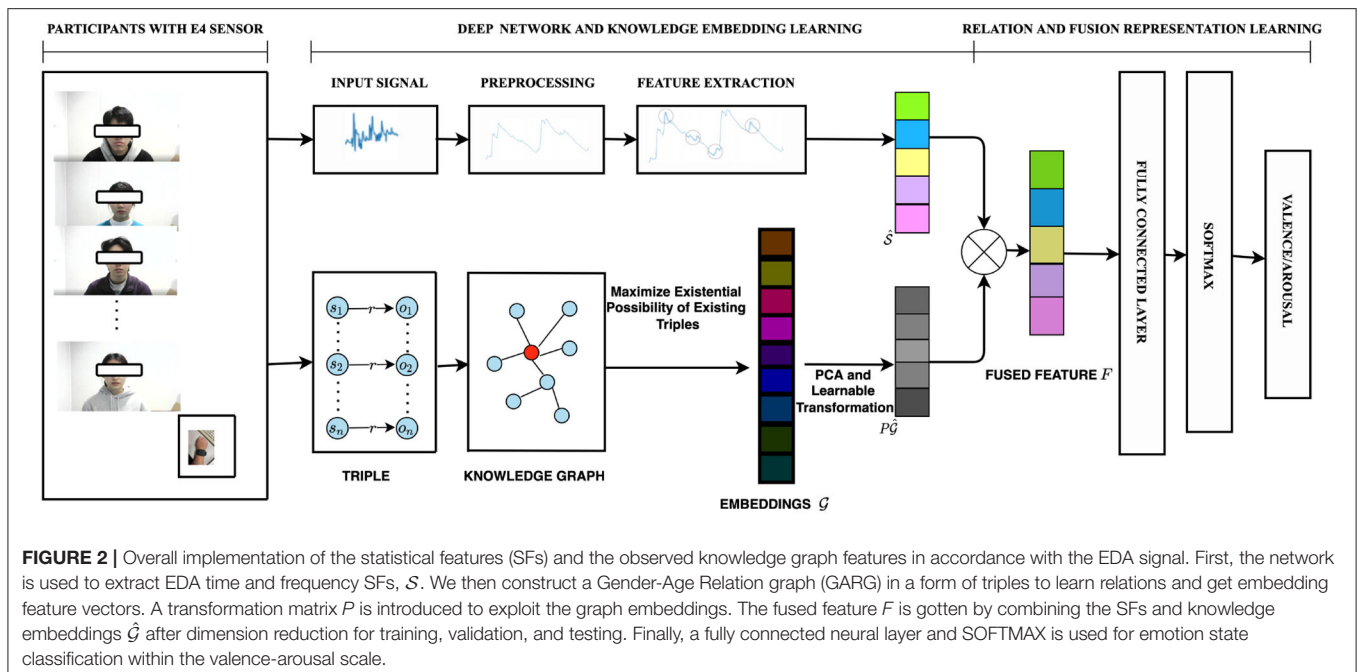 PARTICIPANTS WITH E4 SENSOR
DEEP NETWORK AND KNOWLEDGE EMBEDDING LEARNING
RELATION AND FUSION REPRESENTATION LEARNING
INPUT SIGNAL
PREPROCESSING
FEATURE EXTRACTION
Ŝ
s₁ r o₁
s₂ r o₂
sₙ r oₙ
TRIPLE
KNOWLEDGE GRAPH
Maximize Existential
Possibility of Existing
Triples
EMBEDDINGS 𝒢
PCA and
Learnable
Transformation
P𝒢̂
FUSED FEATURE F
FULLY CONNECTED LAYER
SOFTMAX
VALENCE/AROUSAL
FIGURE 2 | Overall implementation of the statistical features (SFs) and the observed knowledge graph features in accordance with the EDA signal. First, the network
is used to extract EDA time and frequency SFs, 𝒮. We then construct a Gender-Age Relation graph (GARG) in a form of triples to learn relations and get embedding
feature vectors. A transformation matrix P is introduced to exploit the graph embeddings. The fused feature F is gotten by combining the SFs and knowledge
embeddings 𝒢̂ after dimension reduction for training, validation, and testing. Finally, a fully connected neural layer and SOFTMAX is used for emotion state
classification within the valence-arousal scale.